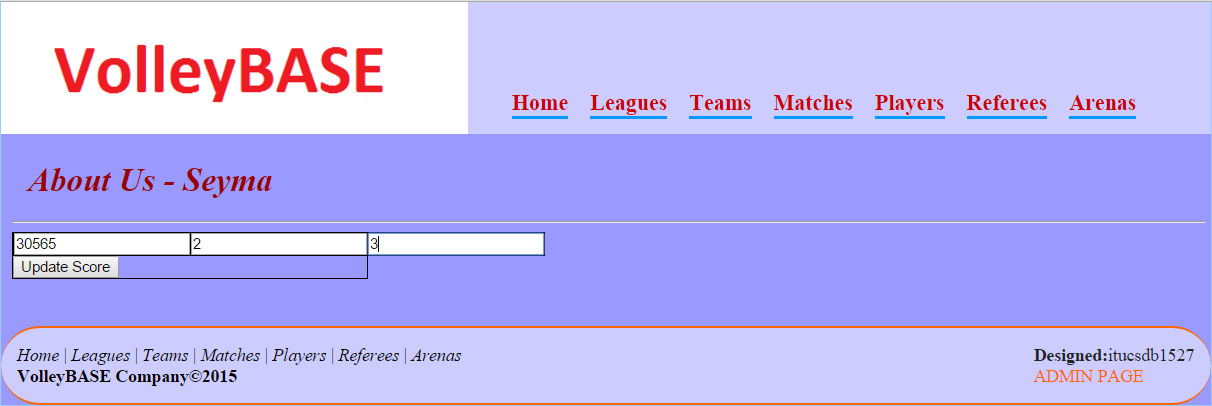 VolleyBASE
Home Leagues Teams Matches Players Referees Arenas
About Us - Seyma
30565 2 3
Update Score
Home | Leagues | Teams | Matches | Players | Referees | Arenas
Designed:itucsdb1527
VolleyBASE Company©2015
ADMIN PAGE